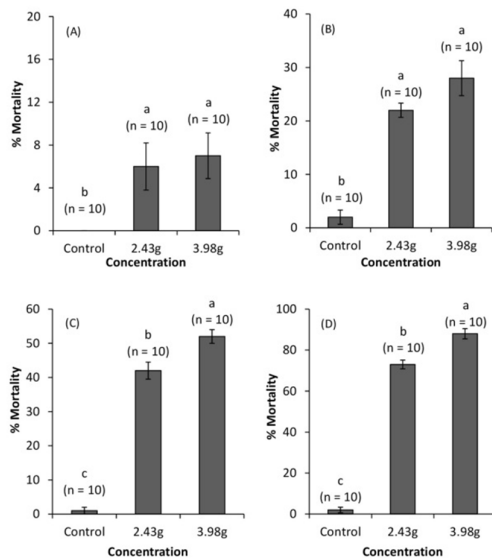 (A)
% Mortality
20
16
12
8
4
0
a
(n = 10)
a
(n = 10)
b
(n = 10)
Control 2.43g 3.98g
Concentration
(B)
% Mortality
40
30
20
10
0
a
(n = 10)
a
(n = 10)
b
(n = 10)
Control 2.43g 3.98g
Concentration
(C)
% Mortality
60
50
40
30
20
10
0
a
(n = 10)
b
(n = 10)
c
(n = 10)
Control 2.43g 3.98g
Concentration
(D)
% Mortality
100
80
60
40
20
0
a
(n = 10)
b
(n = 10)
c
(n = 10)
Control 2.43g 3.98g
Concentration